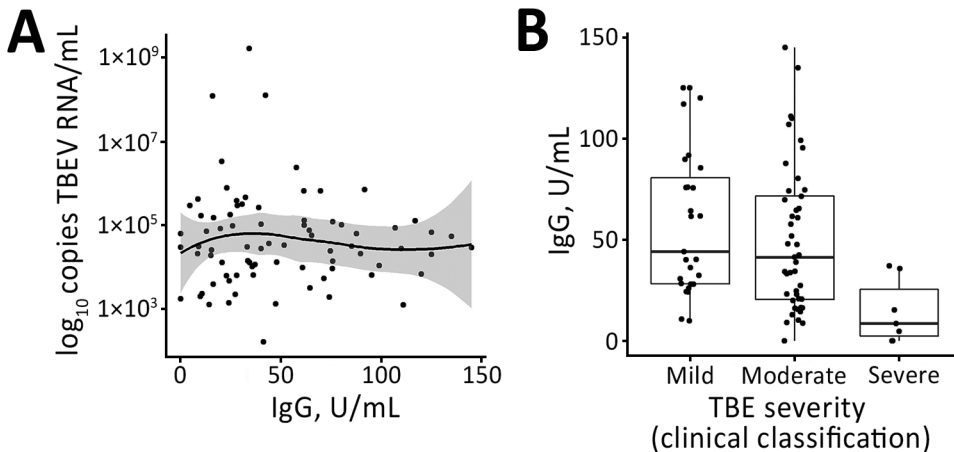 A
log₁₀ copies TBEV RNA/mL
1×10⁹
1×10⁷
1×10⁵
1×10³
0 50 100 150
IgG, U/mL
B
IgG, U/mL
150
100
50
0
Mild Moderate Severe
TBE severity
(clinical classification)